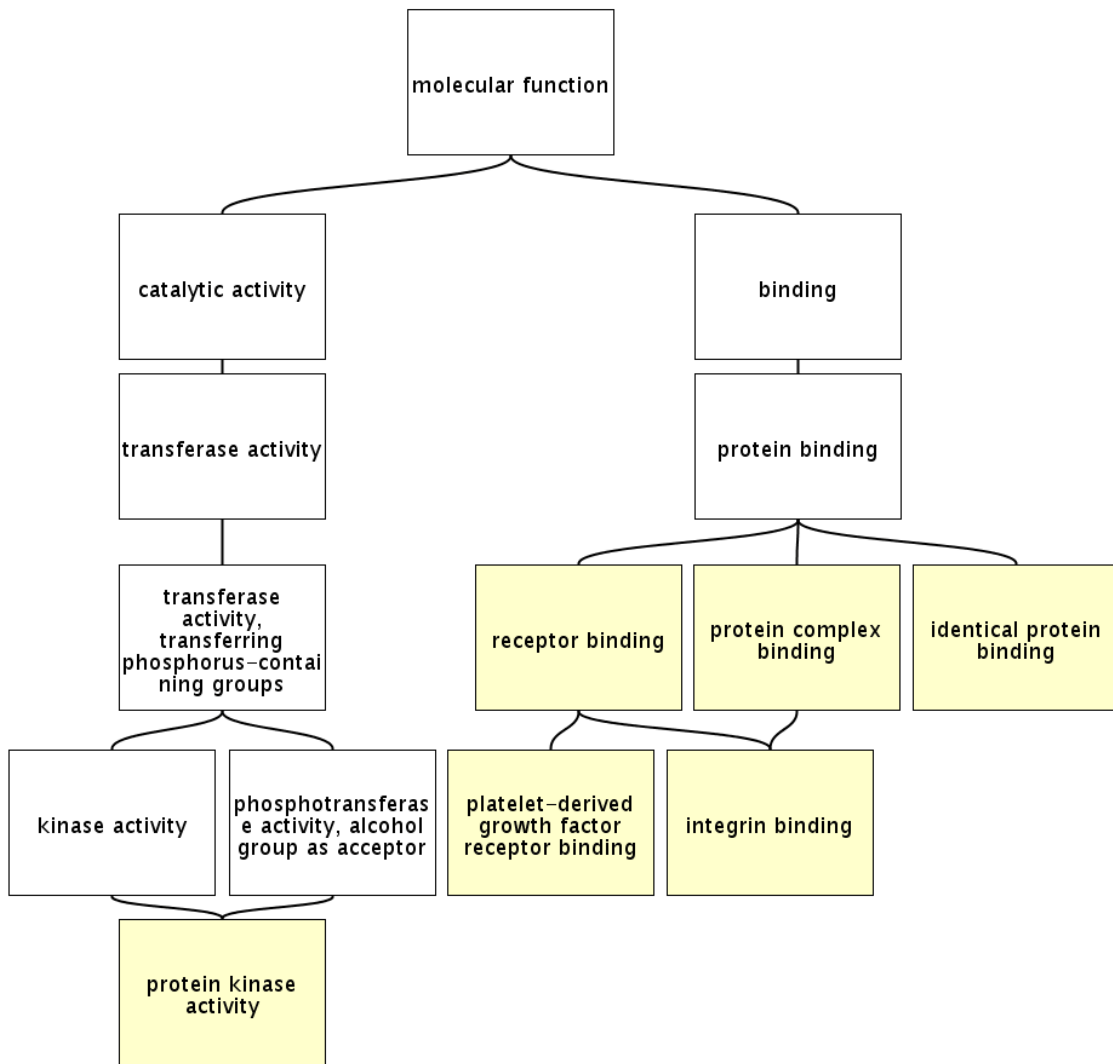 molecular function
catalytic activity
binding
transferase activity
protein binding
transferase
activity,
transferring
phosphorus-contai
ning groups
receptor binding
protein complex
binding
identical protein
binding
kinase activity
phosphotransferas
e activity, alcohol
group as acceptor
platelet-derived
growth factor
receptor binding
integrin binding
protein kinase
activity